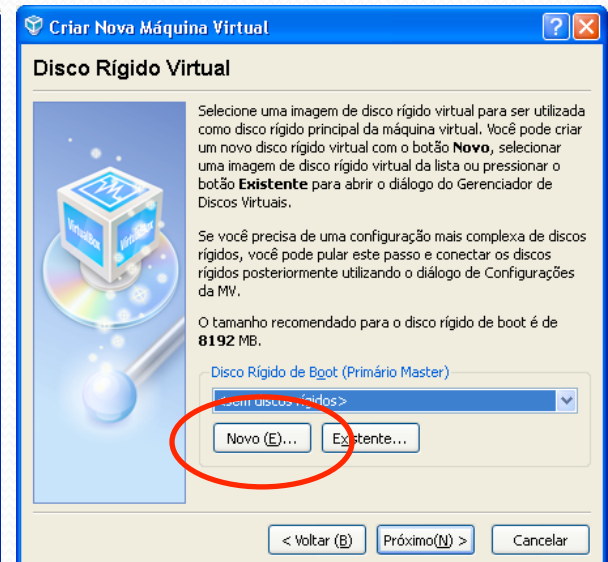 Criar Nova Máquina Virtual
Disco Rígido Virtual
Selecione uma imagem de disco rígido virtual para ser utilizada
como disco rígido principal da máquina virtual. Você pode criar
um novo disco rígido virtual com o botão Novo, selecionar
uma imagem de disco rígido virtual da lista ou pressionar o
botão Existente para abrir o diálogo do Gerenciador de
Discos Virtuais.
Se você precisa de uma configuração mais complexa de discos
rígidos, você pode pular este passo e conectar os discos
rígidos posteriormente utilizando o diálogo de Configurações
da MV.
O tamanho recomendado para o disco rígido de boot é de
8192 MB.
Disco Rígido de Boot (Primário Master)
<sem discos rígidos>
Novo (E)... Existente...
< Voltar (B) Próximo(N) > Cancelar
VirtualBox VirtualBox